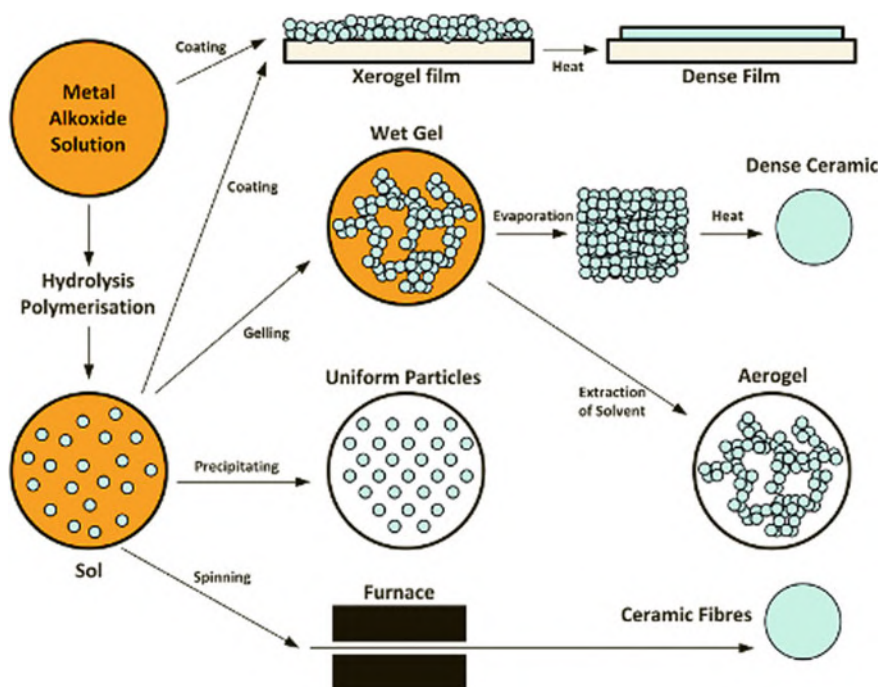 Coating
Xerogel film
Heat
Dense Film
Metal
Alkoxide
Solution
Wet Gel
Coating
Dense Ceramic
Evaporation
Heat
Hydrolysis
Polymerisation
Gelling
Uniform Particles
Extraction
of Solvent
Aerogel
Precipitating
Sol
Spinning
Furnace
Ceramic Fibres